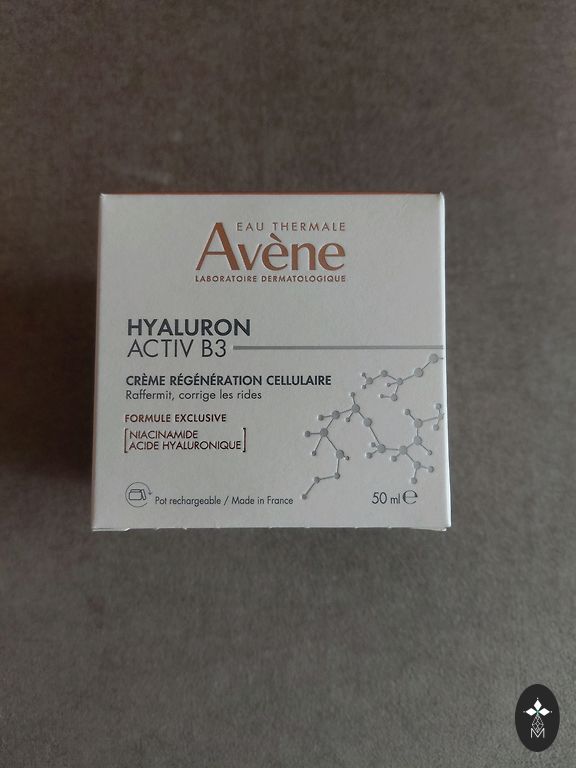 EAU THERMALE
Avène
LABORATOIRE DERMATOLOGIQUE
HYALURON
ACTIV B3
CRÈME RÉGÉNÉRATION CELLULAIRE
Raffermit, corrige les rides
FORMULE EXCLUSIVE
[NIACINAMIDE
ACIDE HYALURONIQUE]
Pot rechargeable / Made in France
50 ml ℮
M